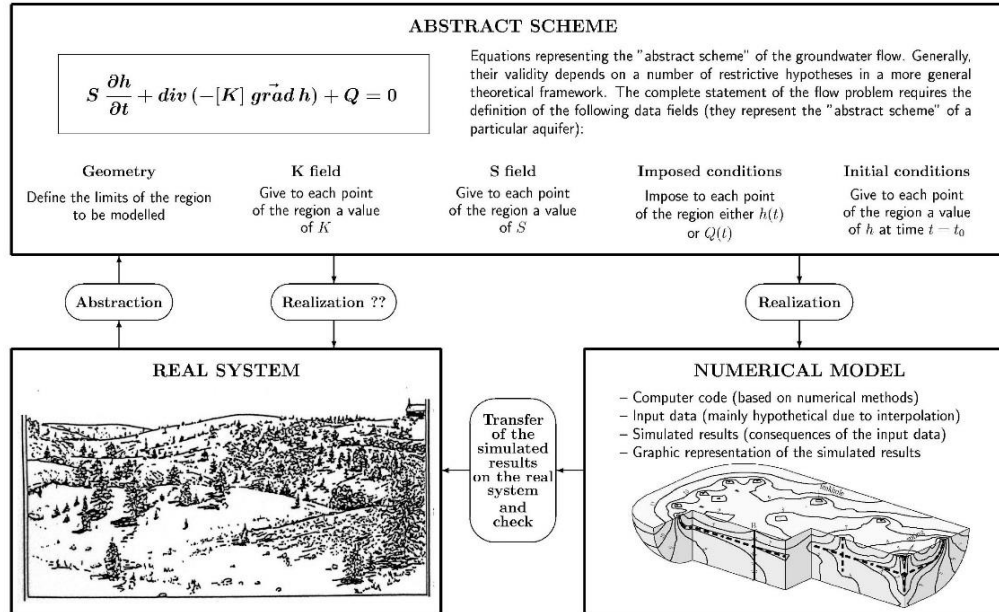 ABSTRACT SCHEME
S ∂h/∂t + div (−[K] grad⃗ h) + Q = 0
Equations representing the "abstract scheme" of the groundwater flow. Generally,
their validity depends on a number of restrictive hypotheses in a more general
theoretical framework. The complete statement of the flow problem requires the
definition of the following data fields (they represent the "abstract scheme" of a
particular aquifer):
Geometry
Define the limits of the region
to be modelled
K field
Give to each point
of the region a value
of K
S field
Give to each point
of the region a value
of S
Imposed conditions
Impose to each point
of the region either h(t)
or Q(t)
Initial conditions
Give to each point
of the region a value
of h at time t = t₀
Abstraction
Realization ??
Realization
REAL SYSTEM
Transfer
of the
simulated
results
on the real
system
and
check
NUMERICAL MODEL
– Computer code (based on numerical methods)
– Input data (mainly hypothetical due to interpolation)
– Simulated results (consequences of the input data)
– Graphic representation of the simulated results